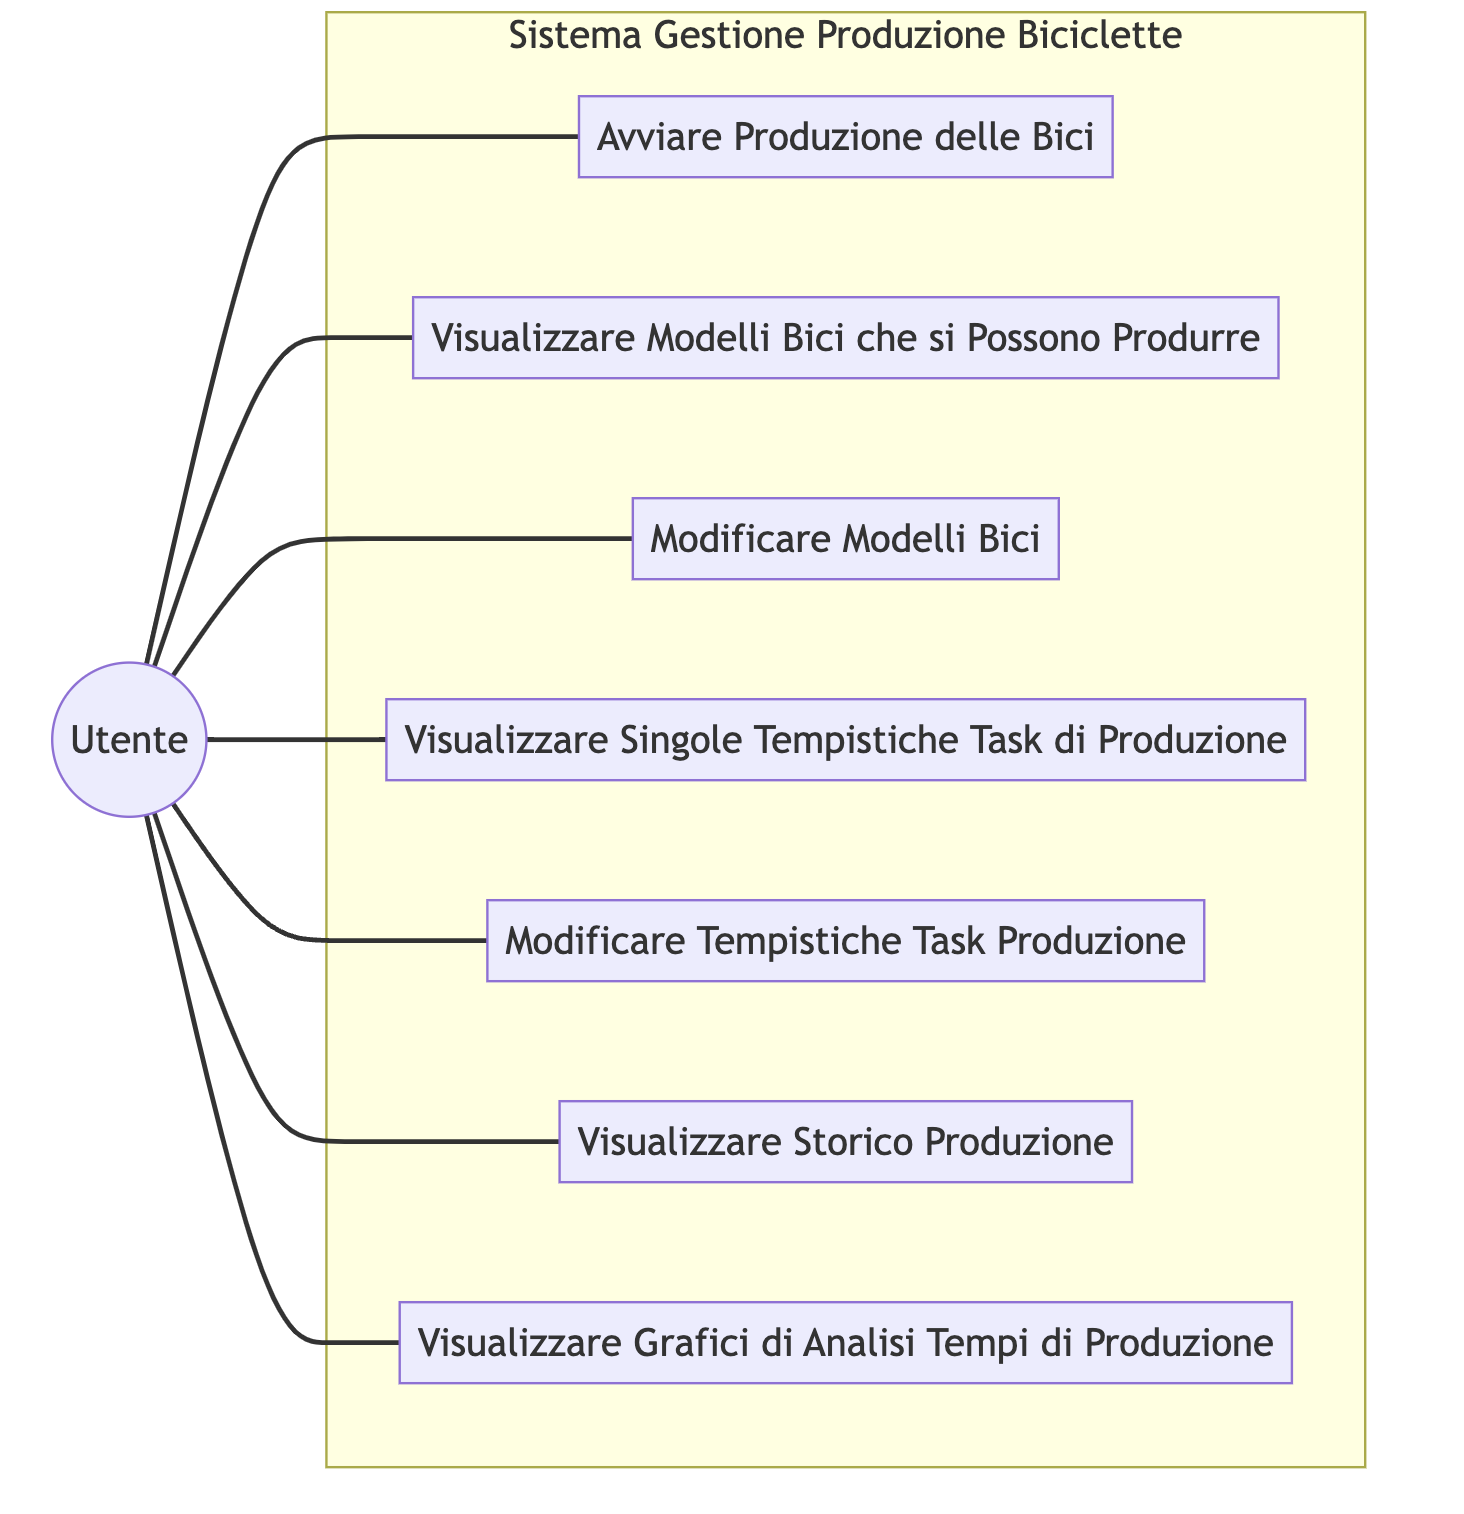 Sistema Gestione Produzione Biciclette
Avviare Produzione delle Bici
Visualizzare Modelli Bici che si Possono Produrre
Modificare Modelli Bici
Utente
Visualizzare Singole Tempistiche Task di Produzione
Modificare Tempistiche Task Produzione
Visualizzare Storico Produzione
Visualizzare Grafici di Analisi Tempi di Produzione